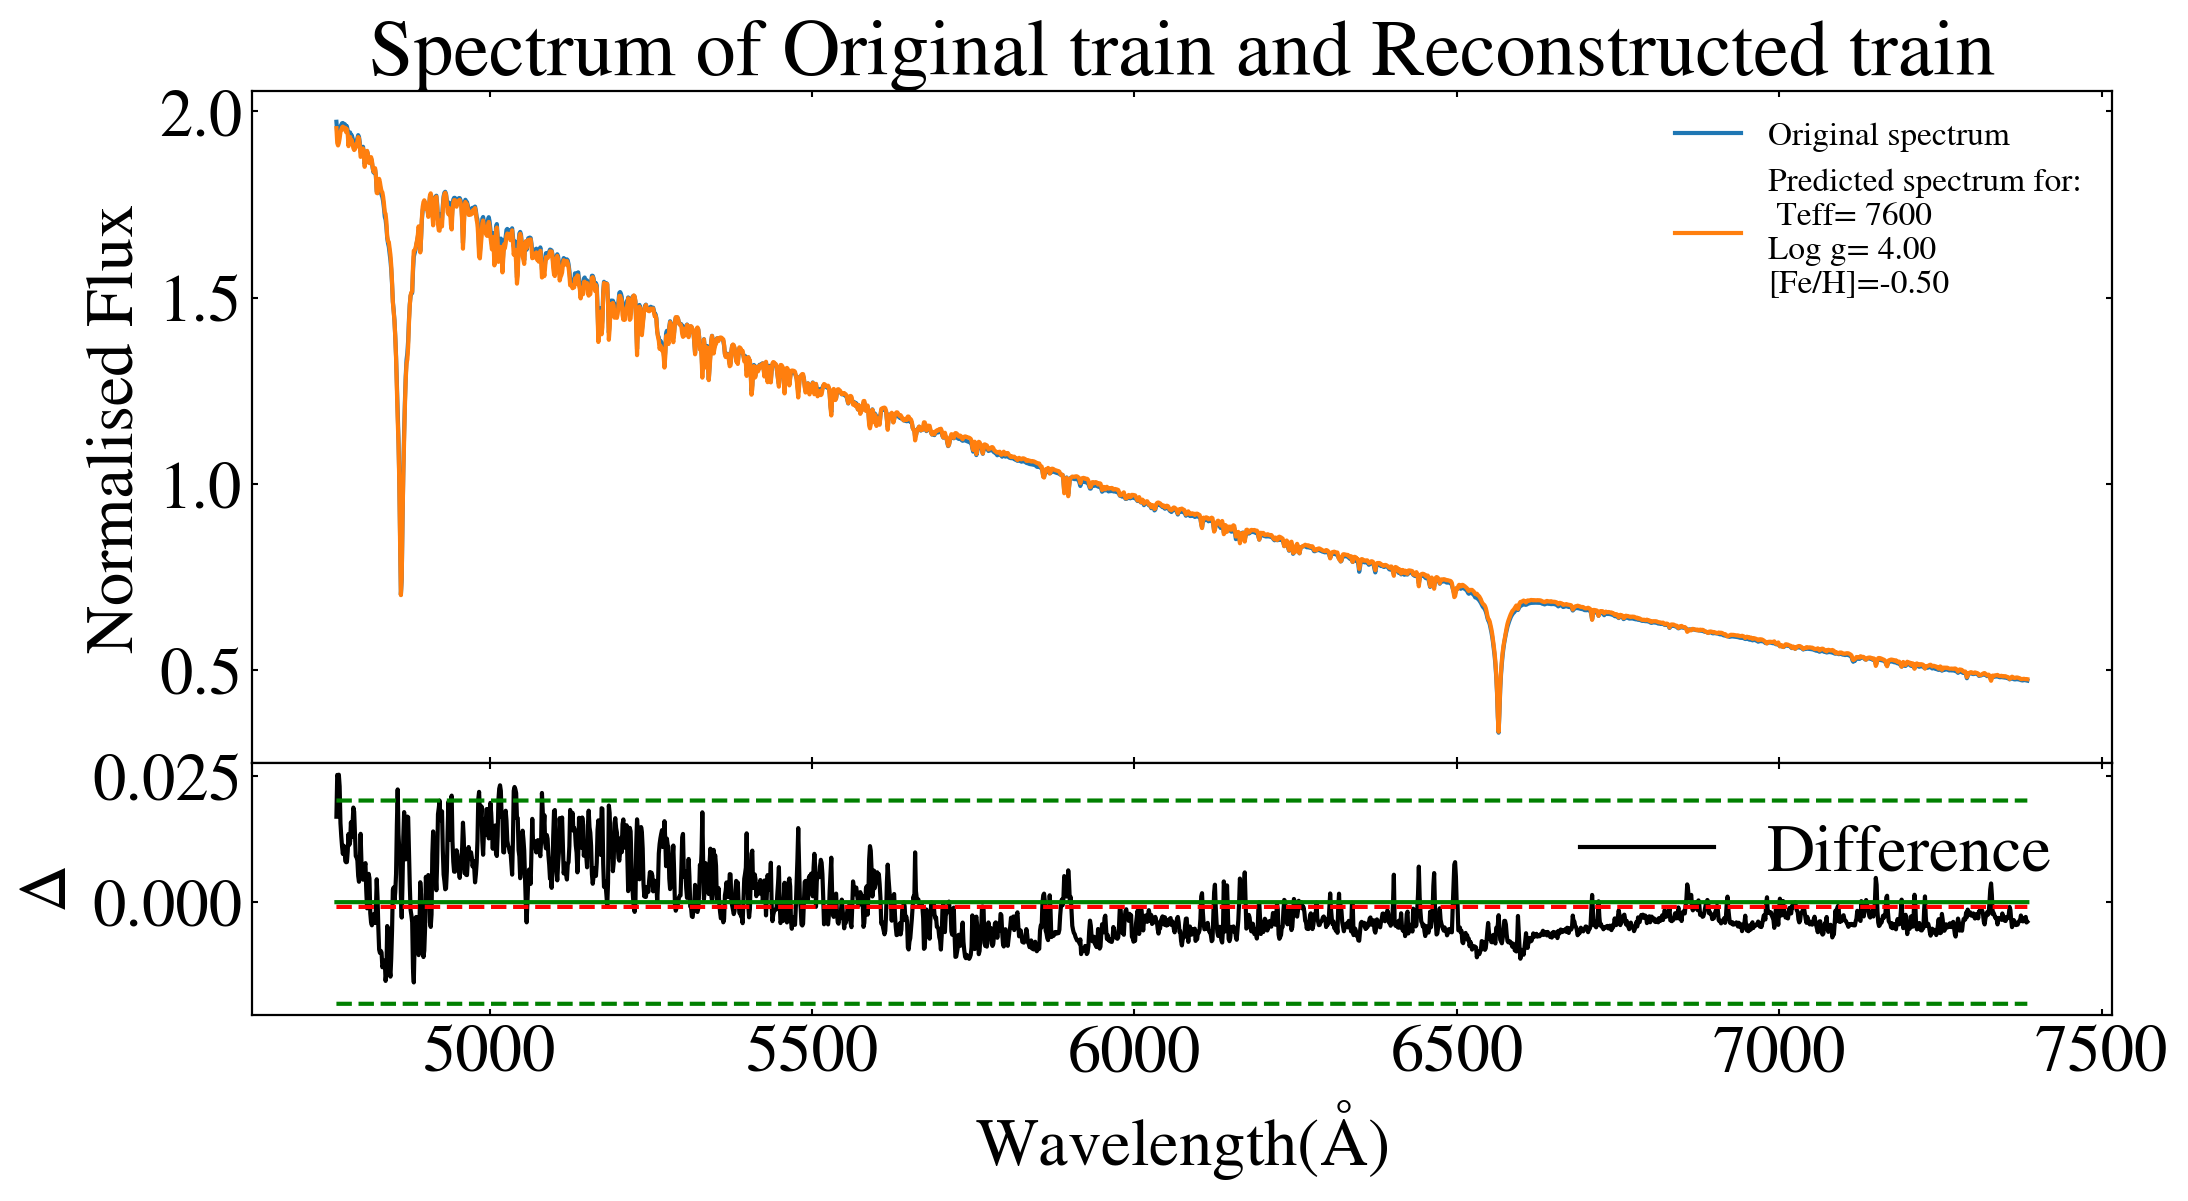 Spectrum of Original train and Reconstructed train
2.0
1.5
1.0
0.5
Normalised Flux
Original spectrum
Predicted spectrum for:
Teff= 7600
Log g= 4.00
[Fe/H]=-0.50
0.025
0.000
Δ
Difference
5000 5500 6000 6500 7000 7500
Wavelength(Å)